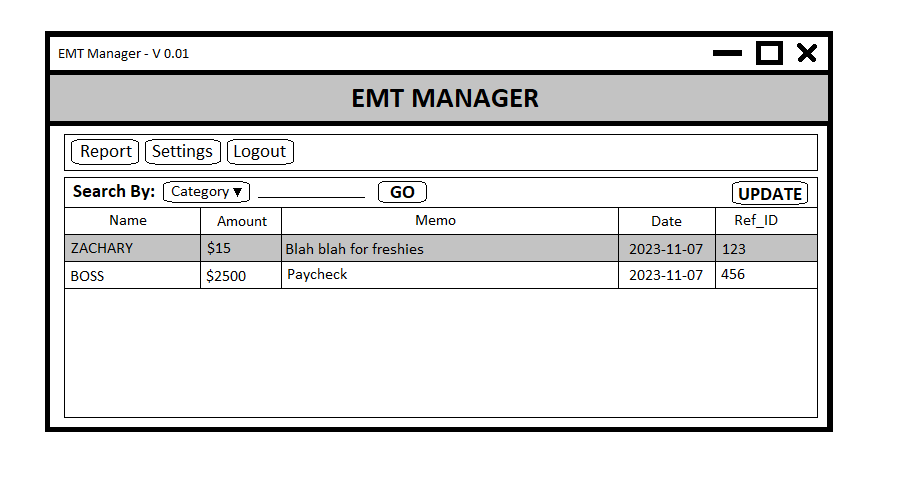 EMT Manager - V 0.01
EMT MANAGER
Report Settings Logout
Search By: Category ▼ GO UPDATE
Name Amount Memo Date Ref_ID
ZACHARY $15 Blah blah for freshies 2023-11-07 123
BOSS $2500 Paycheck 2023-11-07 456